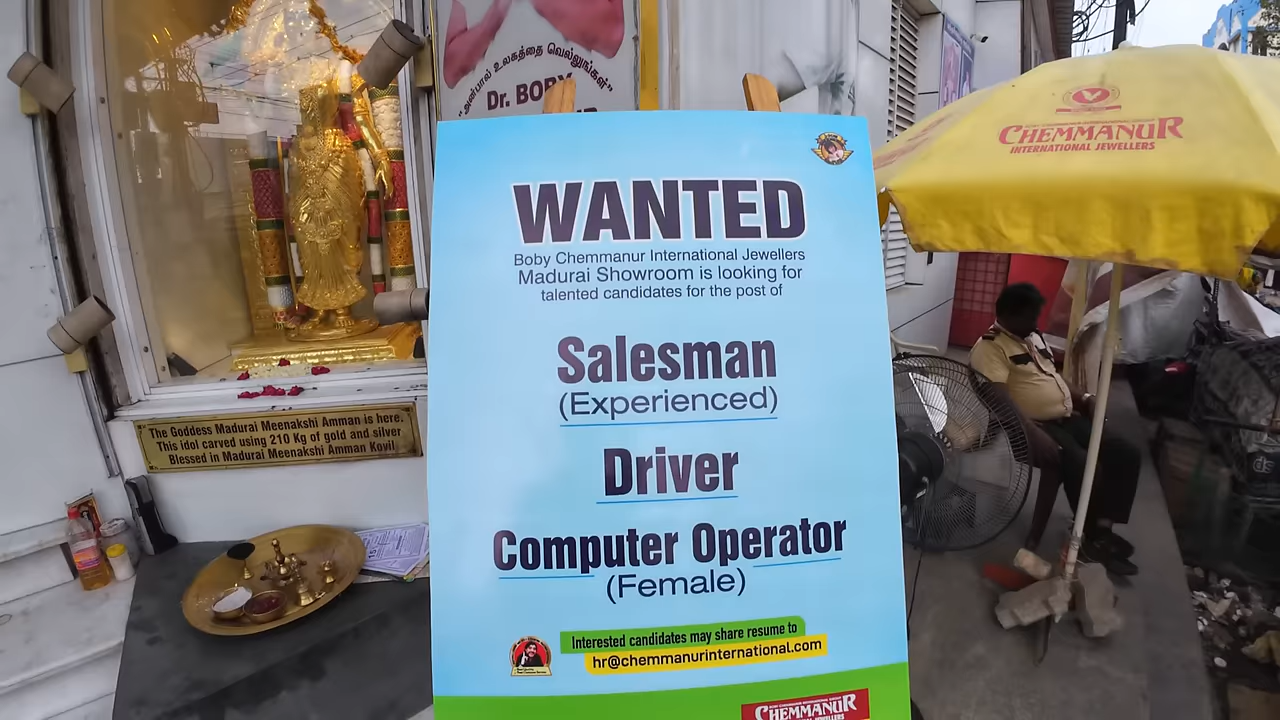 "அன்பால் உலகத்தை வெல்லுங்கள்"
Dr. BOBY
WANTED
Boby Chemmanur International Jewellers
Madurai Showroom is looking for
talented candidates for the post of
Salesman
(Experienced)
Driver
Computer Operator
(Female)
Interested candidates may share resume to
hr@chemmanurinternational.com
CHEMMANUR
The Goddess Madurai Meenakshi Amman is here.
This idol carved using 210 Kg of gold and silver
Blessed in Madurai Meenakshi Amman Kovil
CHEMMANUR
INTERNATIONAL JEWELLERS